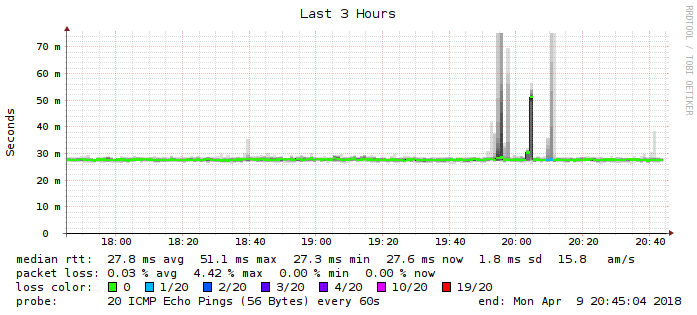 Last 3 Hours
RRDTOOL / TOBI OETIKER
Seconds
70 m
60 m
50 m
40 m
30 m
20 m
10 m
0
18:00 18:20 18:40 19:00 19:20 19:40 20:00 20:20 20:40
median rtt: 27.8 ms avg 51.1 ms max 27.3 ms min 27.6 ms now 1.8 ms sd 15.8 am/s
packet loss: 0.03 % avg 4.42 % max 0.00 % min 0.00 % now
loss color: 0 1/20 2/20 3/20 4/20 10/20 19/20
probe: 20 ICMP Echo Pings (56 Bytes) every 60s end: Mon Apr 9 20:45:04 2018